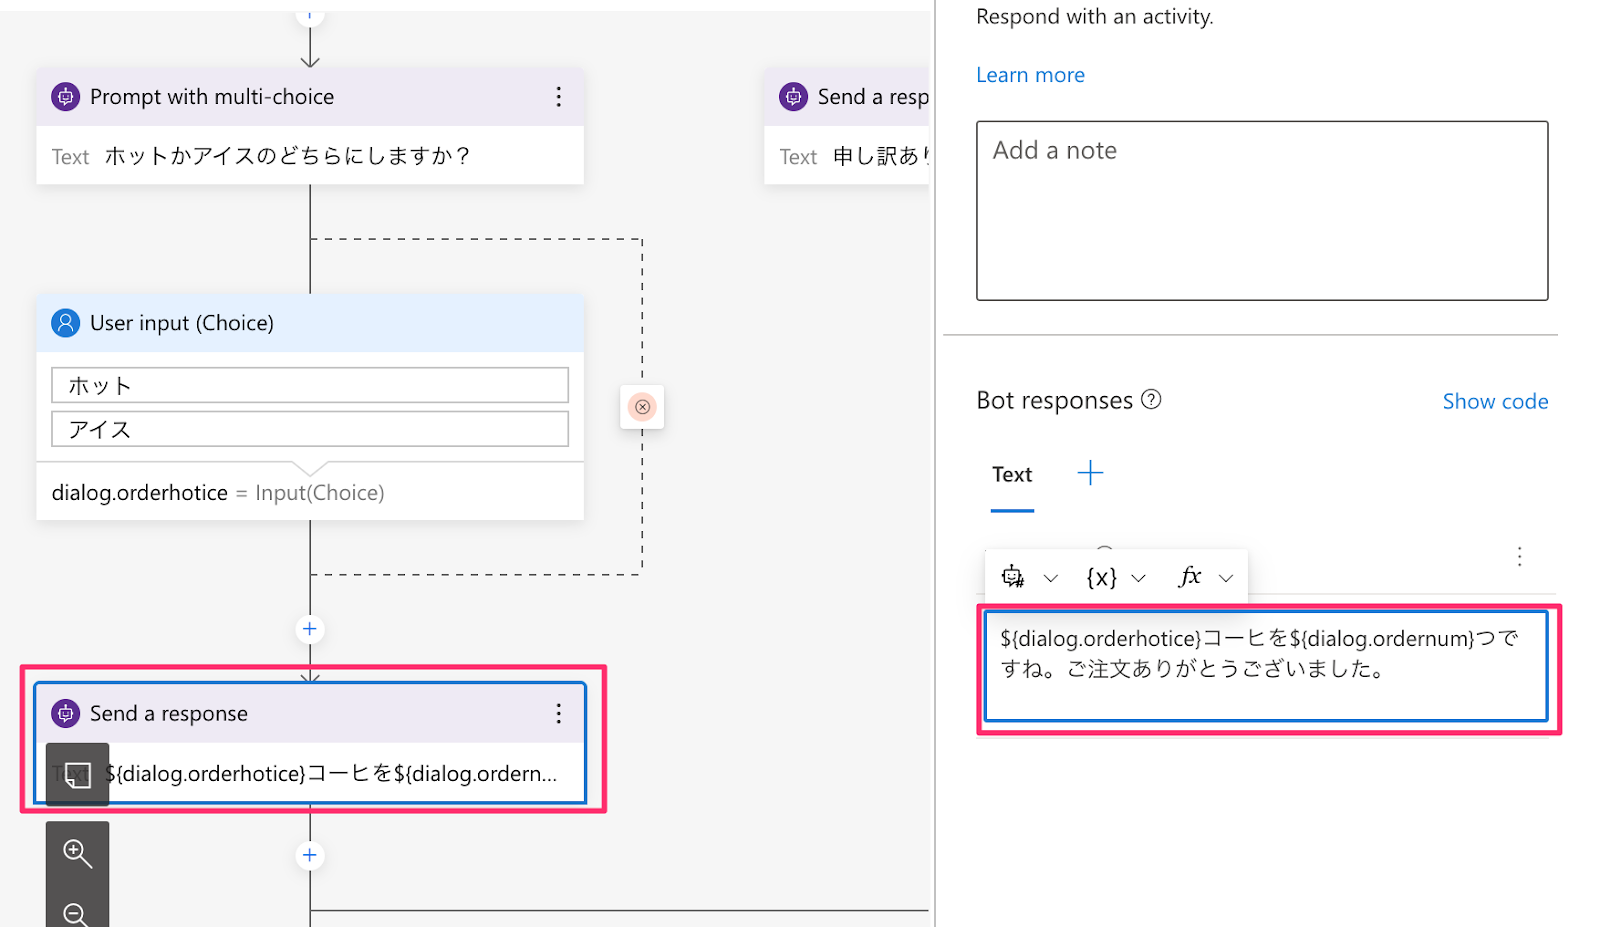 Prompt with multi-choice
Text ホットかアイスのどちらにしますか？
Send a resp
Text 申し訳あり
User input (Choice)
ホット
アイス
dialog.orderhotice = Input(Choice)
Send a response
Text ${dialog.orderhotice}コーヒを${dialog.ordern...
Respond with an activity.
Learn more
Add a note
Bot responses
Show code
Text
{x} fx
${dialog.orderhotice}コーヒを${dialog.ordernum}つで
すね。ご注文ありがとうございました。